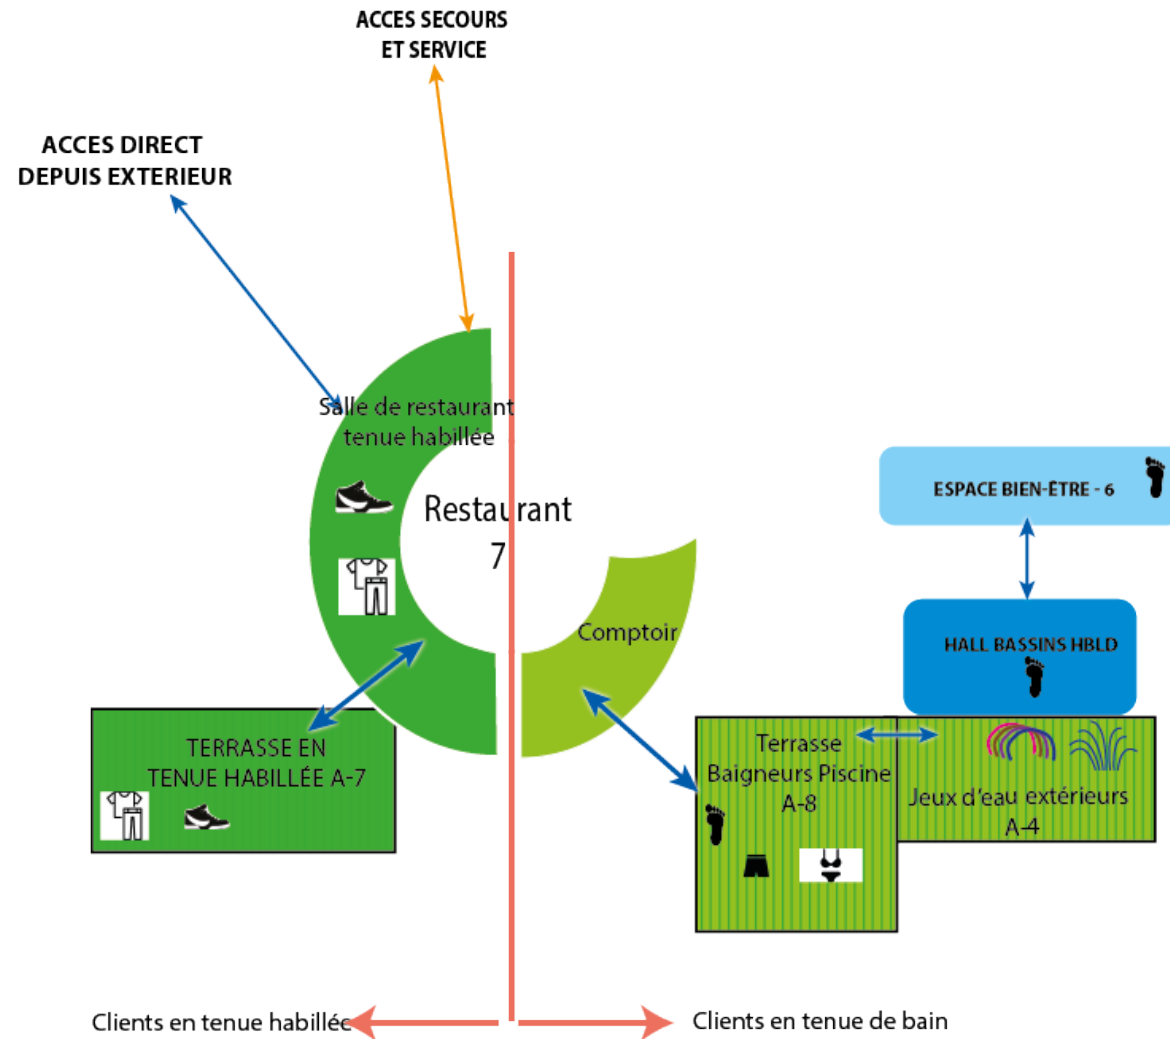 ACCES SECOURS
ET SERVICE
ACCES DIRECT
DEPUIS EXTERIEUR
Salle de restaurant
tenue habillée
Restaurant
7
Comptoir
ESPACE BIEN-ÊTRE - 6
HALL BASSINS HBLD
TERRASSE EN
TENUE HABILLÉE A-7
Terrasse
Baigneurs Piscine
A-8
Jeux d'eau extérieurs
A-4
Clients en tenue habillée
Clients en tenue de bain